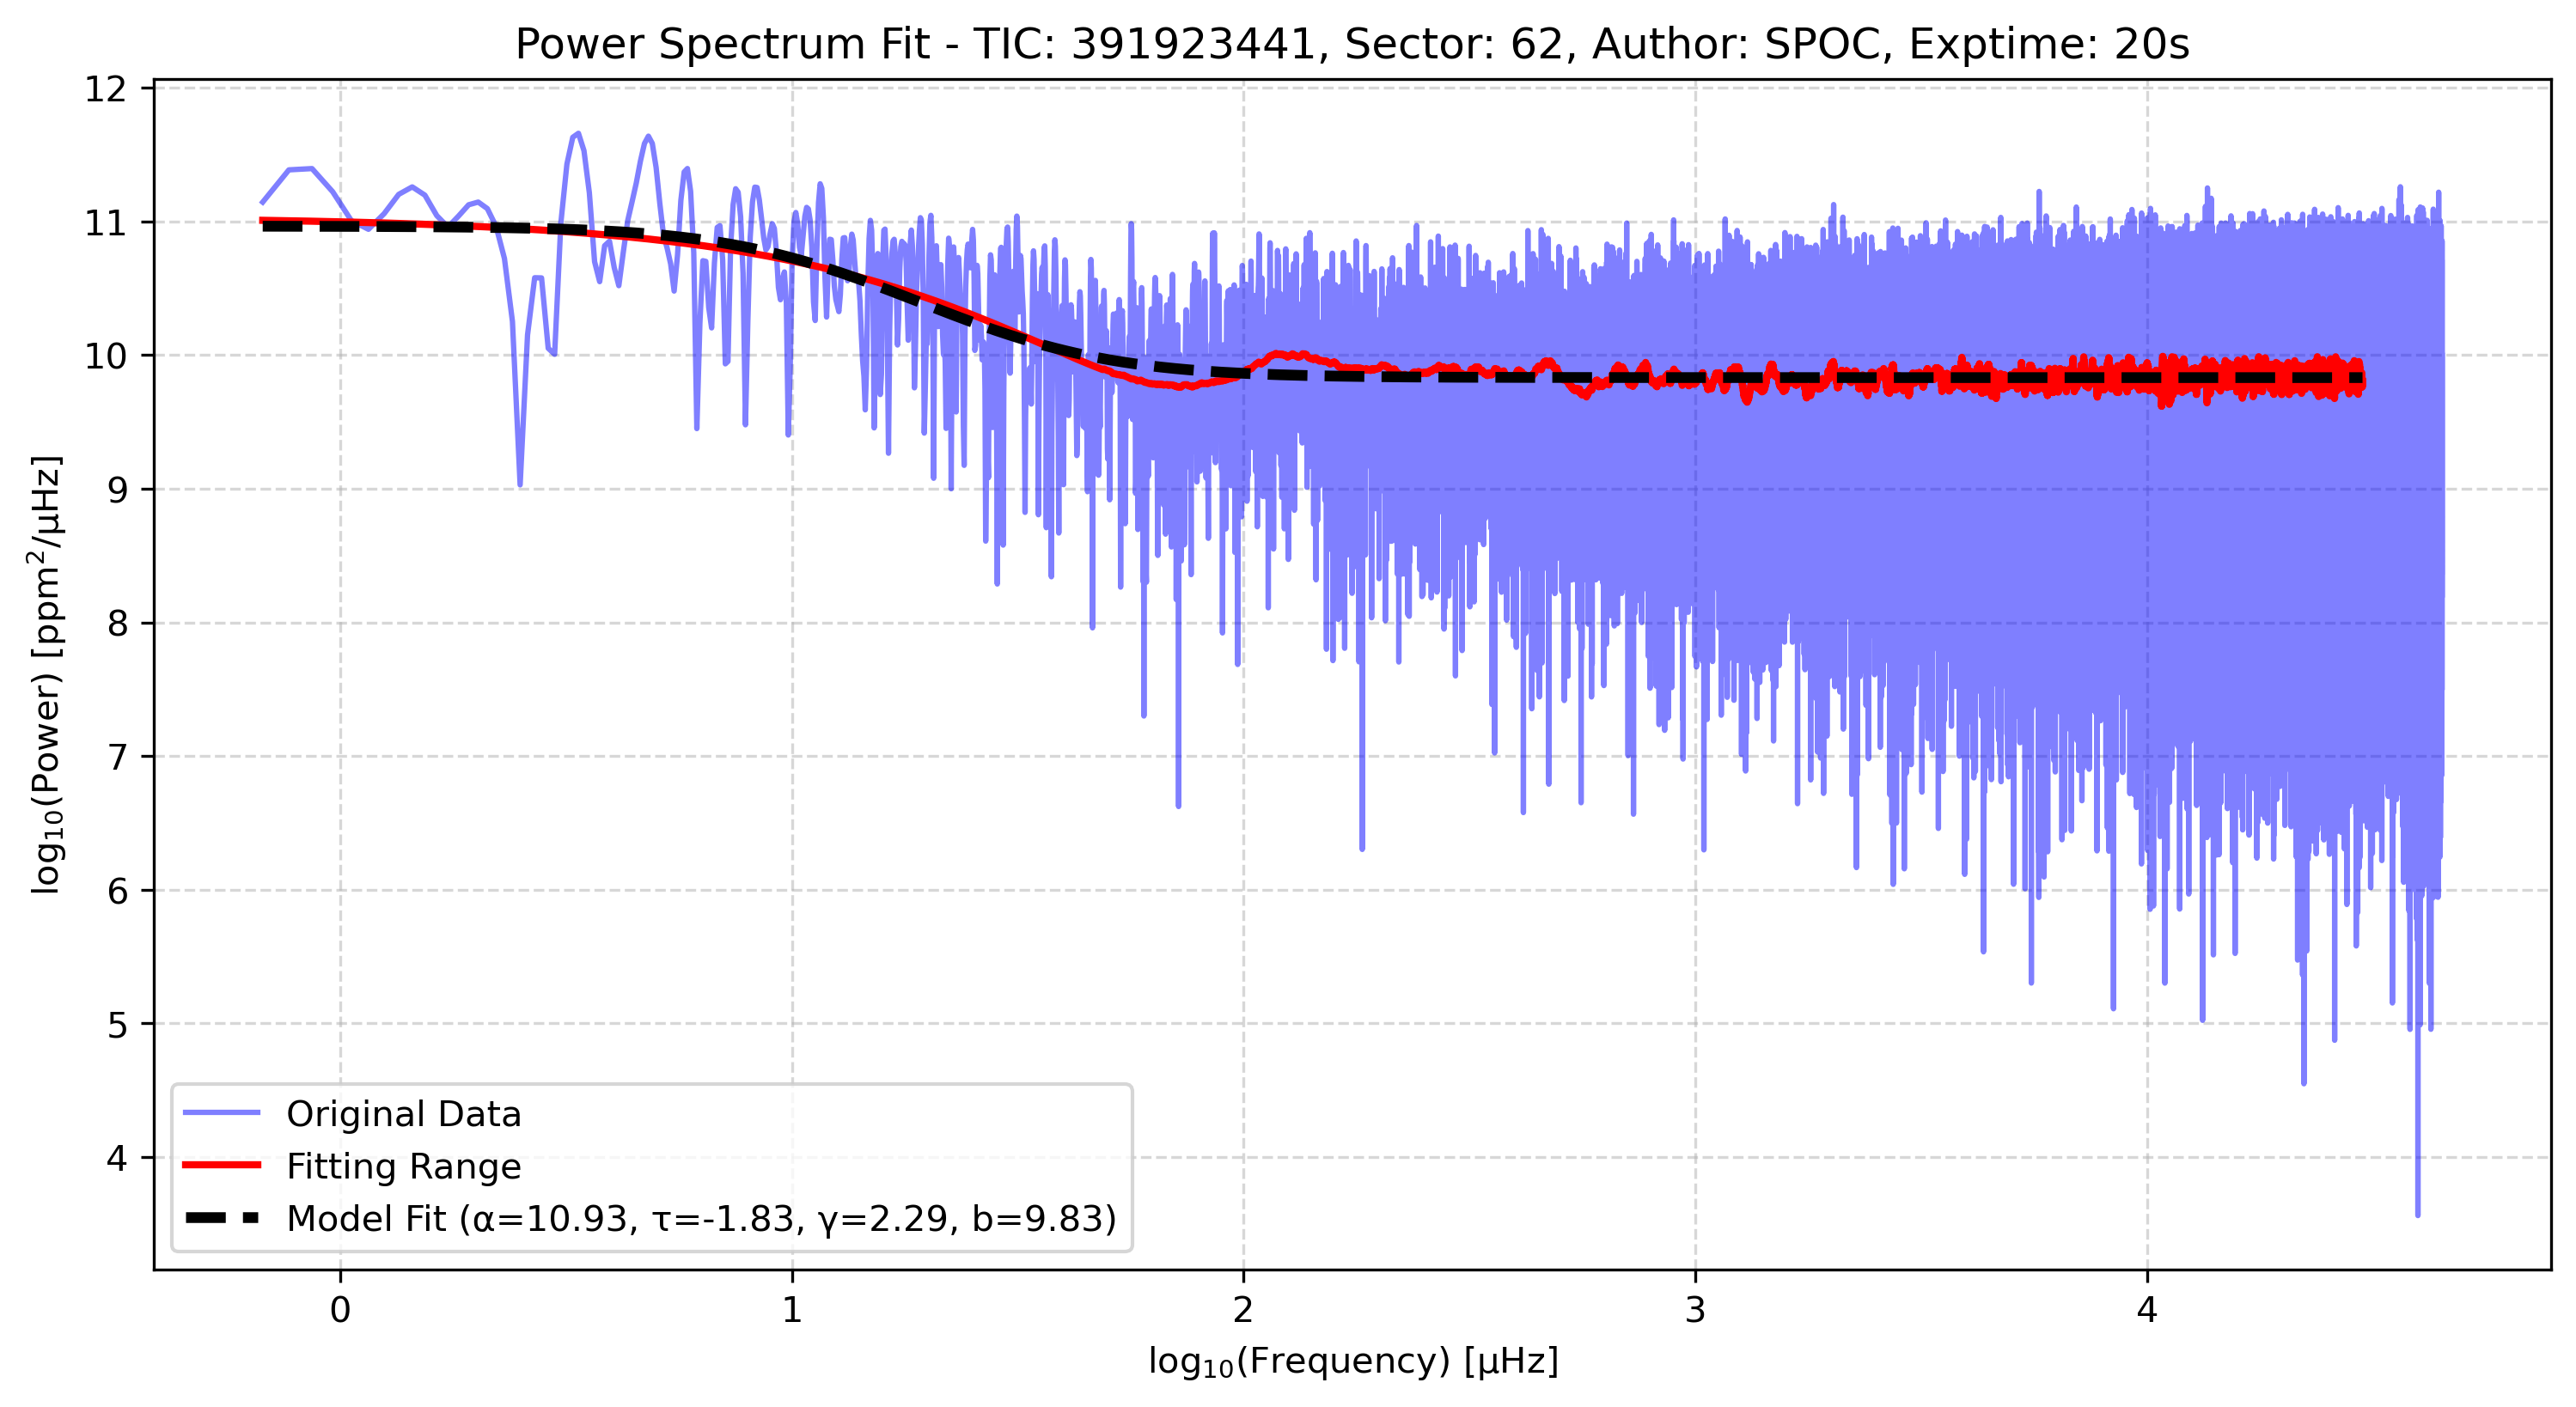 Power Spectrum Fit - TIC: 391923441, Sector: 62, Author: SPOC, Exptime: 20s
12
11
10
9
8
7
6
5
4
log₁₀(Power) [ppm²/μHz]
Original Data
Fitting Range
Model Fit (α=10.93, τ=-1.83, γ=2.29, b=9.83)
0 1 2 3 4
log₁₀(Frequency) [μHz]